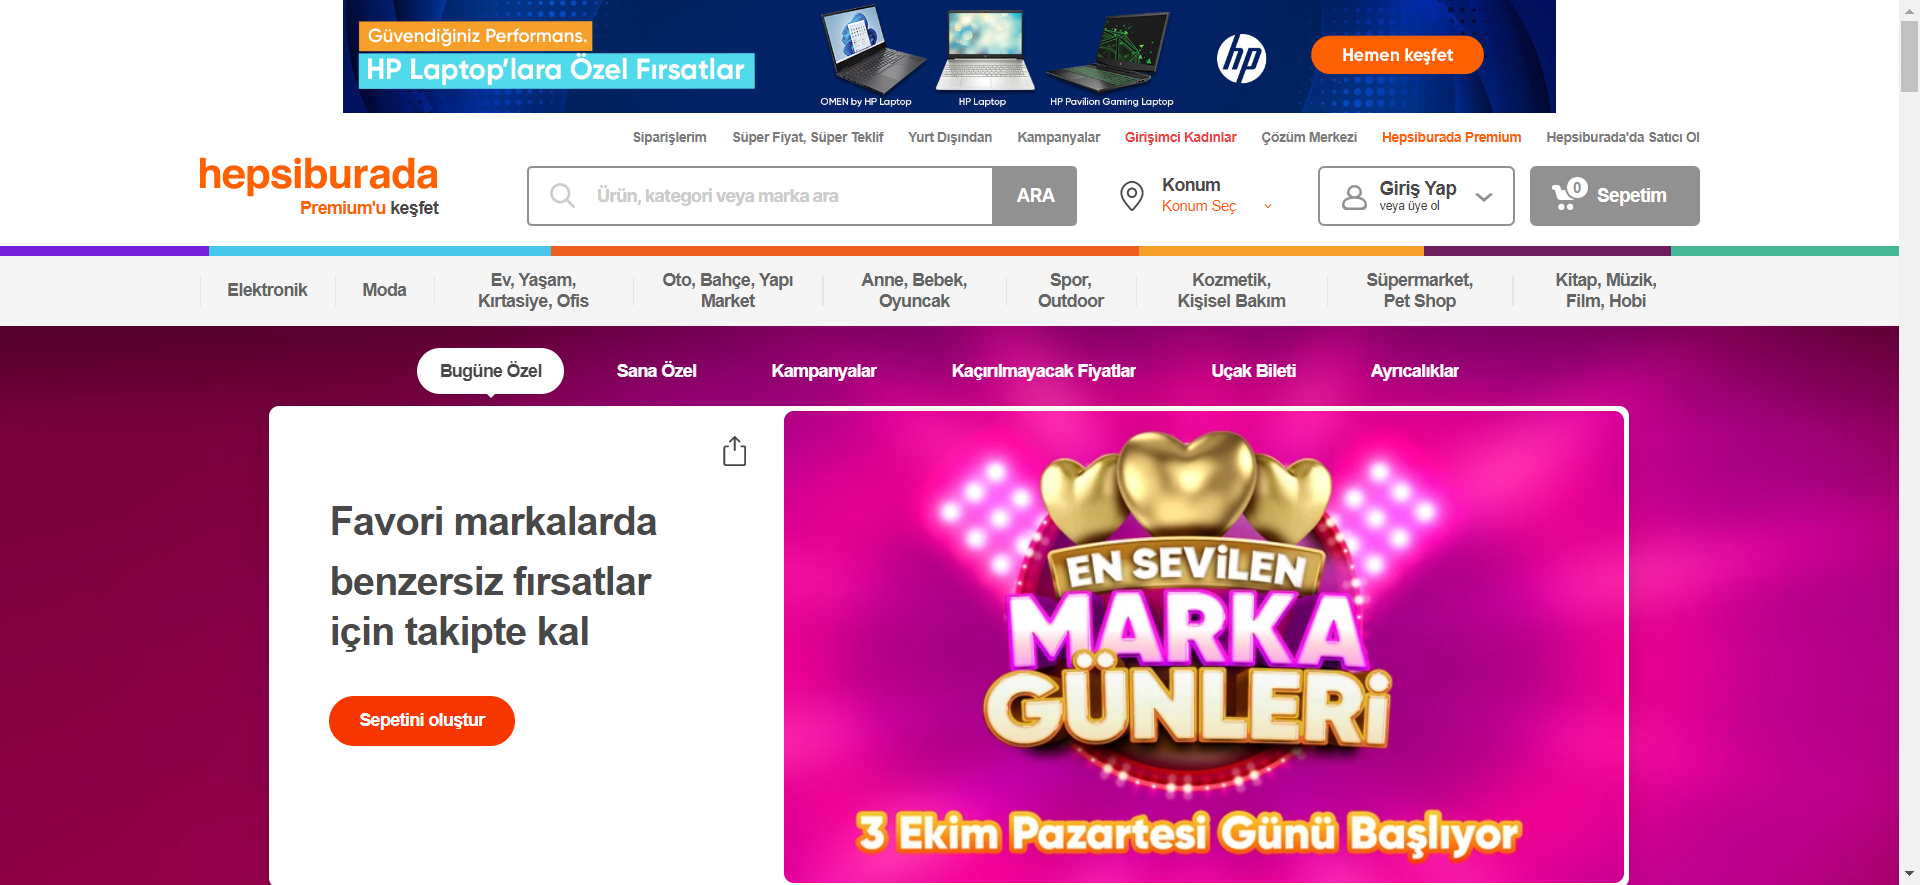 Güvendiğiniz Performans.
HP Laptop'lara Özel Fırsatlar
OMEN by HP Laptop
HP Laptop
HP Pavilion Gaming Laptop
hp
Hemen keşfet
Siparişlerim
Süper Fiyat, Süper Teklif
Yurt Dışından
Kampanyalar
Girişimci Kadınlar
Çözüm Merkezi
Hepsiburada Premium
Hepsiburada'da Satıcı Ol
hepsiburada
Premium'u keşfet
Ürün, kategori veya marka ara
ARA
Konum
Konum Seç
Giriş Yap
veya üye ol
0
Sepetim
Elektronik
Moda
Ev, Yaşam,
Kırtasiye, Ofis
Oto, Bahçe, Yapı
Market
Anne, Bebek,
Oyuncak
Spor,
Outdoor
Kozmetik,
Kişisel Bakım
Süpermarket,
Pet Shop
Kitap, Müzik,
Film, Hobi
Bugüne Özel
Sana Özel
Kampanyalar
Kaçırılmayacak Fiyatlar
Uçak Bileti
Ayrıcalıklar
Favori markalarda
benzersiz fırsatlar
için takipte kal
Sepetini oluştur
EN SEVİLEN
MARKA
GÜNLERİ
3 Ekim Pazartesi Günü Başlıyor